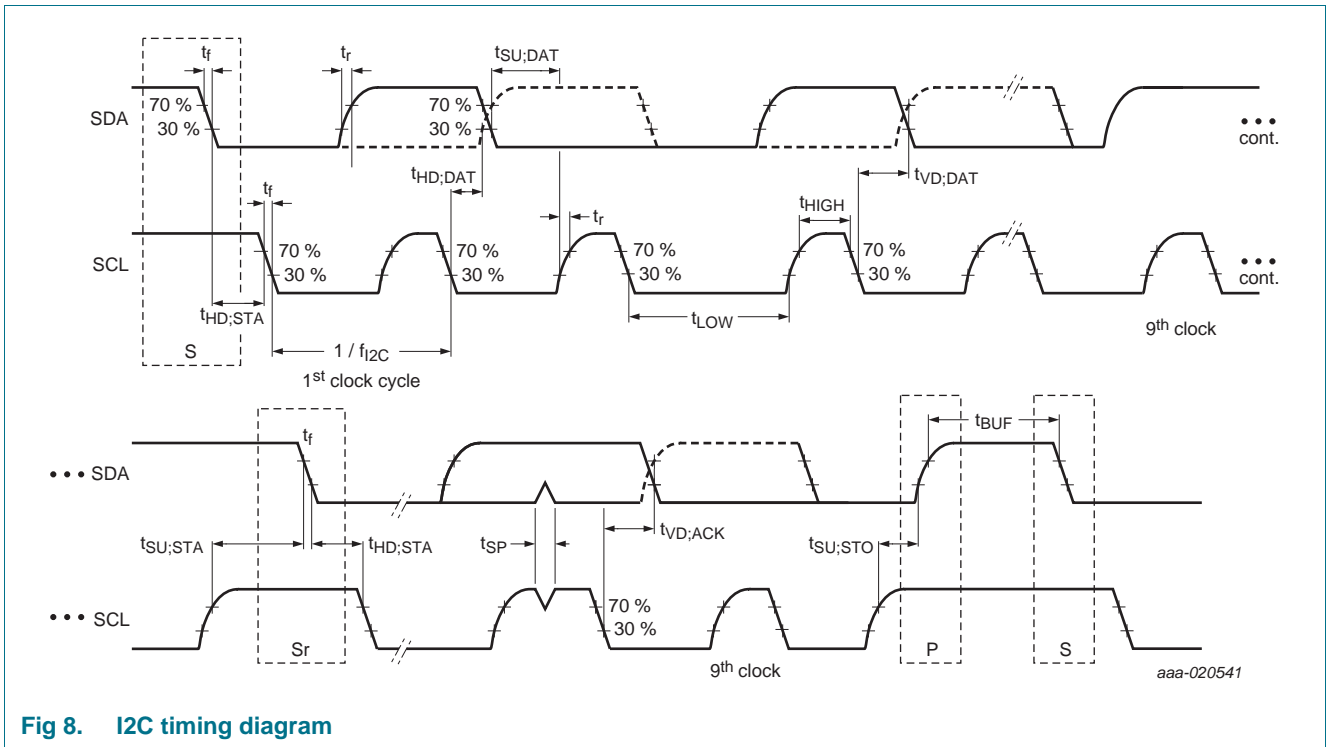 tf
tr
tSU;DAT
SDA
70 %
30 %
70 %
30 %
70 %
30 %
cont.
tHD;DAT
tVD;DAT
tf
tr
tHIGH
SCL
70 %
30 %
70 %
30 %
70 %
30 %
70 %
30 %
cont.
tHD;STA
tLOW
9th clock
S
1 / fI2C
1st clock cycle
tf
tBUF
••• SDA
tSU;STA
tHD;STA
tSP
tVD;ACK
tSU;STO
••• SCL
70 %
30 %
Sr
9th clock
P
S
aaa-020541
Fig 8. I2C timing diagram